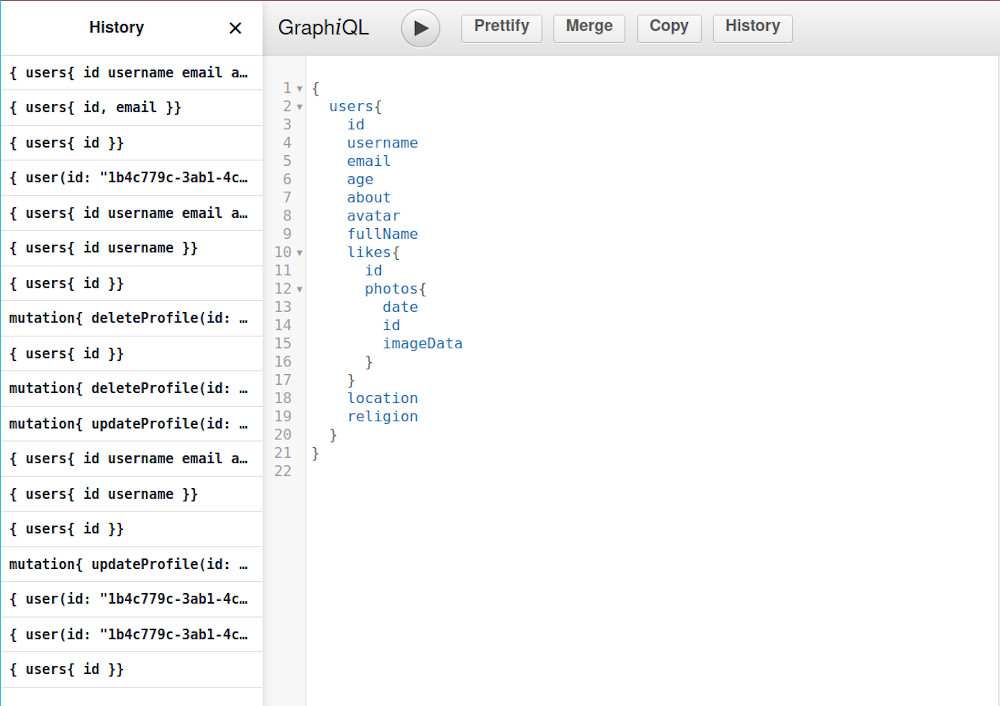 History ×
{ users{ id username email a…
{ users{ id, email }}
{ users{ id }}
{ user(id: "1b4c779c-3ab1-4c…
{ users{ id username email a…
{ users{ id username }}
{ users{ id }}
mutation{ deleteProfile(id: …
{ users{ id }}
mutation{ deleteProfile(id: …
mutation{ updateProfile(id: …
{ users{ id username email a…
{ users{ id username }}
{ users{ id }}
mutation{ updateProfile(id: …
{ user(id: "1b4c779c-3ab1-4c…
{ user(id: "1b4c779c-3ab1-4c…
{ users{ id }}
GraphiQL Prettify Merge Copy History
1 {
2 users{
3 id
4 username
5 email
6 age
7 about
8 avatar
9 fullName
10 likes{
11 id
12 photos{
13 date
14 id
15 imageData
16 }
17 }
18 location
19 religion
20 }
21 }
22